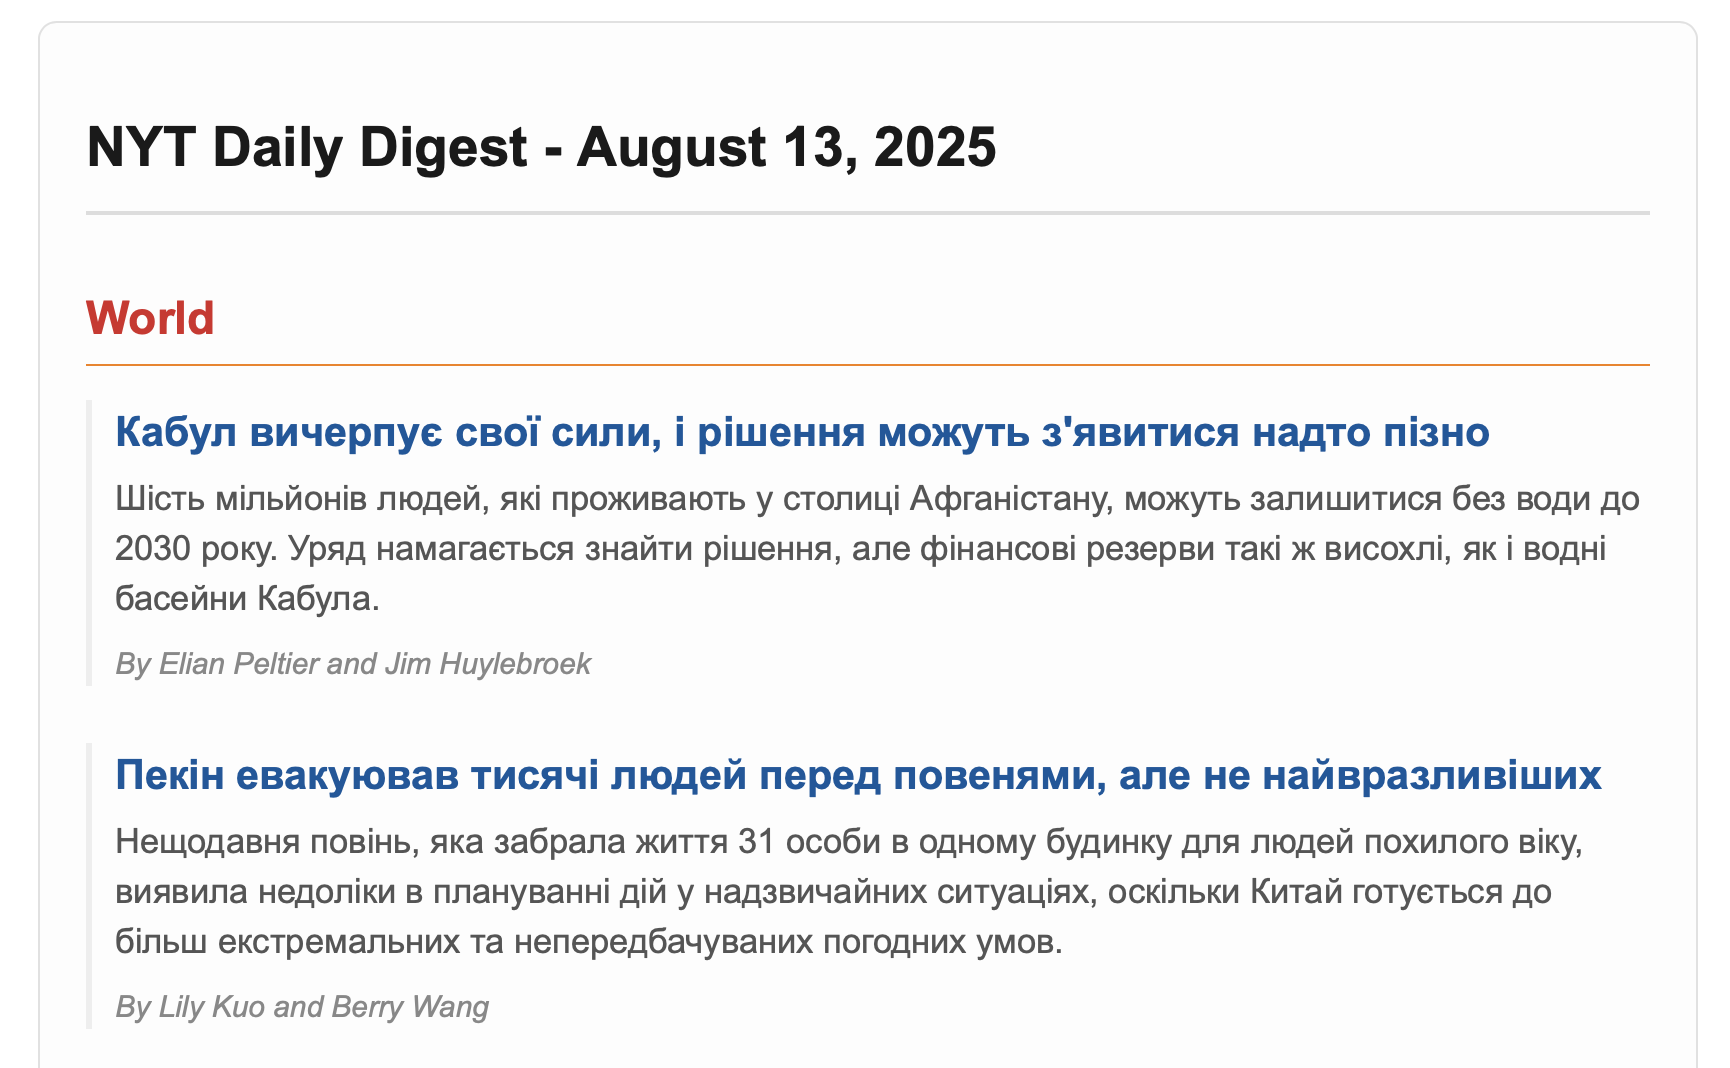 NYT Daily Digest - August 13, 2025
World
Кабул вичерпує свої сили, і рішення можуть з'явитися надто пізно
Шість мільйонів людей, які проживають у столиці Афганістану, можуть залишитися без води до
2030 року. Уряд намагається знайти рішення, але фінансові резерви такі ж висохлі, як і водні
басейни Кабула.
By Elian Peltier and Jim Huylebroek
Пекін евакуював тисячі людей перед повенями, але не найвразливіших
Нещодавня повінь, яка забрала життя 31 особи в одному будинку для людей похилого віку,
виявила недоліки в плануванні дій у надзвичайних ситуаціях, оскільки Китай готується до
більш екстремальних та непередбачуваних погодних умов.
By Lily Kuo and Berry Wang